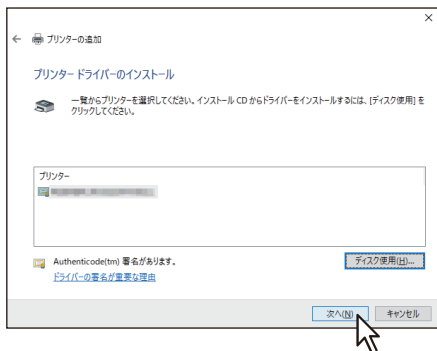 プリンターの追加
プリンター ドライバーのインストール
一覧からプリンターを選択してください。インストール CD からドライバーをインストールするには、[ディスク使用] を
クリックしてください。
プリンター
Authenticode(tm) 署名があります。
ディスク使用(H)...
ドライバーの署名が重要な理由
次へ(N)
キャンセル